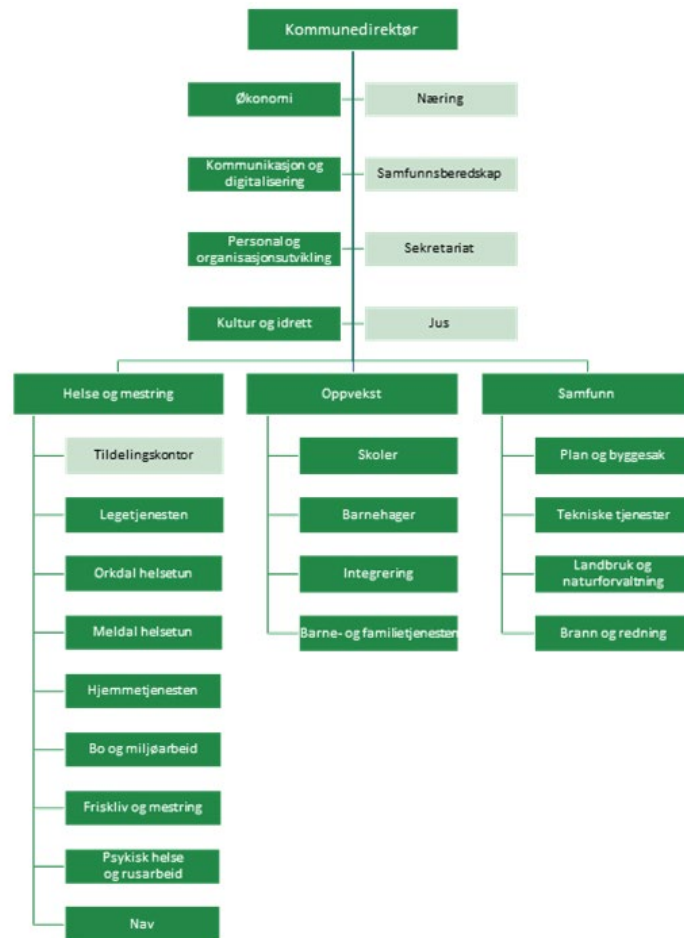 Kommunedirektør
Økonomi
Næring
Kommunikasjon og
digitalisering
Samfunnsberedskap
Personal og
organisasjonsutvikling
Sekretariat
Kultur og idrett
Jus
Helse og mestring
Oppvekst
Samfunn
Tildelingskontor
Legetjenesten
Orkdal helsetun
Meldal helsetun
Hjemmetjenesten
Bo og miljøarbeid
Friskliv og mestring
Psykisk helse
og rusarbeid
Nav
Skoler
Barnehager
Integrering
Barne- og familietjenesten
Plan og byggesak
Tekniske tjenester
Landbruk og
naturforvaltning
Brann og redning